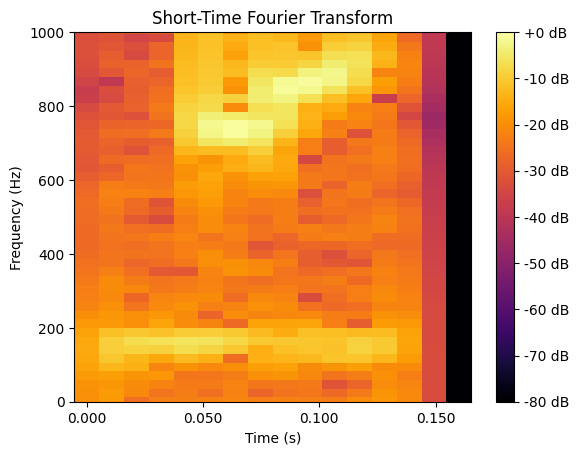 Short-Time Fourier Transform
1000
800
600
400
200
0
Frequency (Hz)
0.000
0.050
0.100
0.150
Time (s)
+0 dB
-10 dB
-20 dB
-30 dB
-40 dB
-50 dB
-60 dB
-70 dB
-80 dB